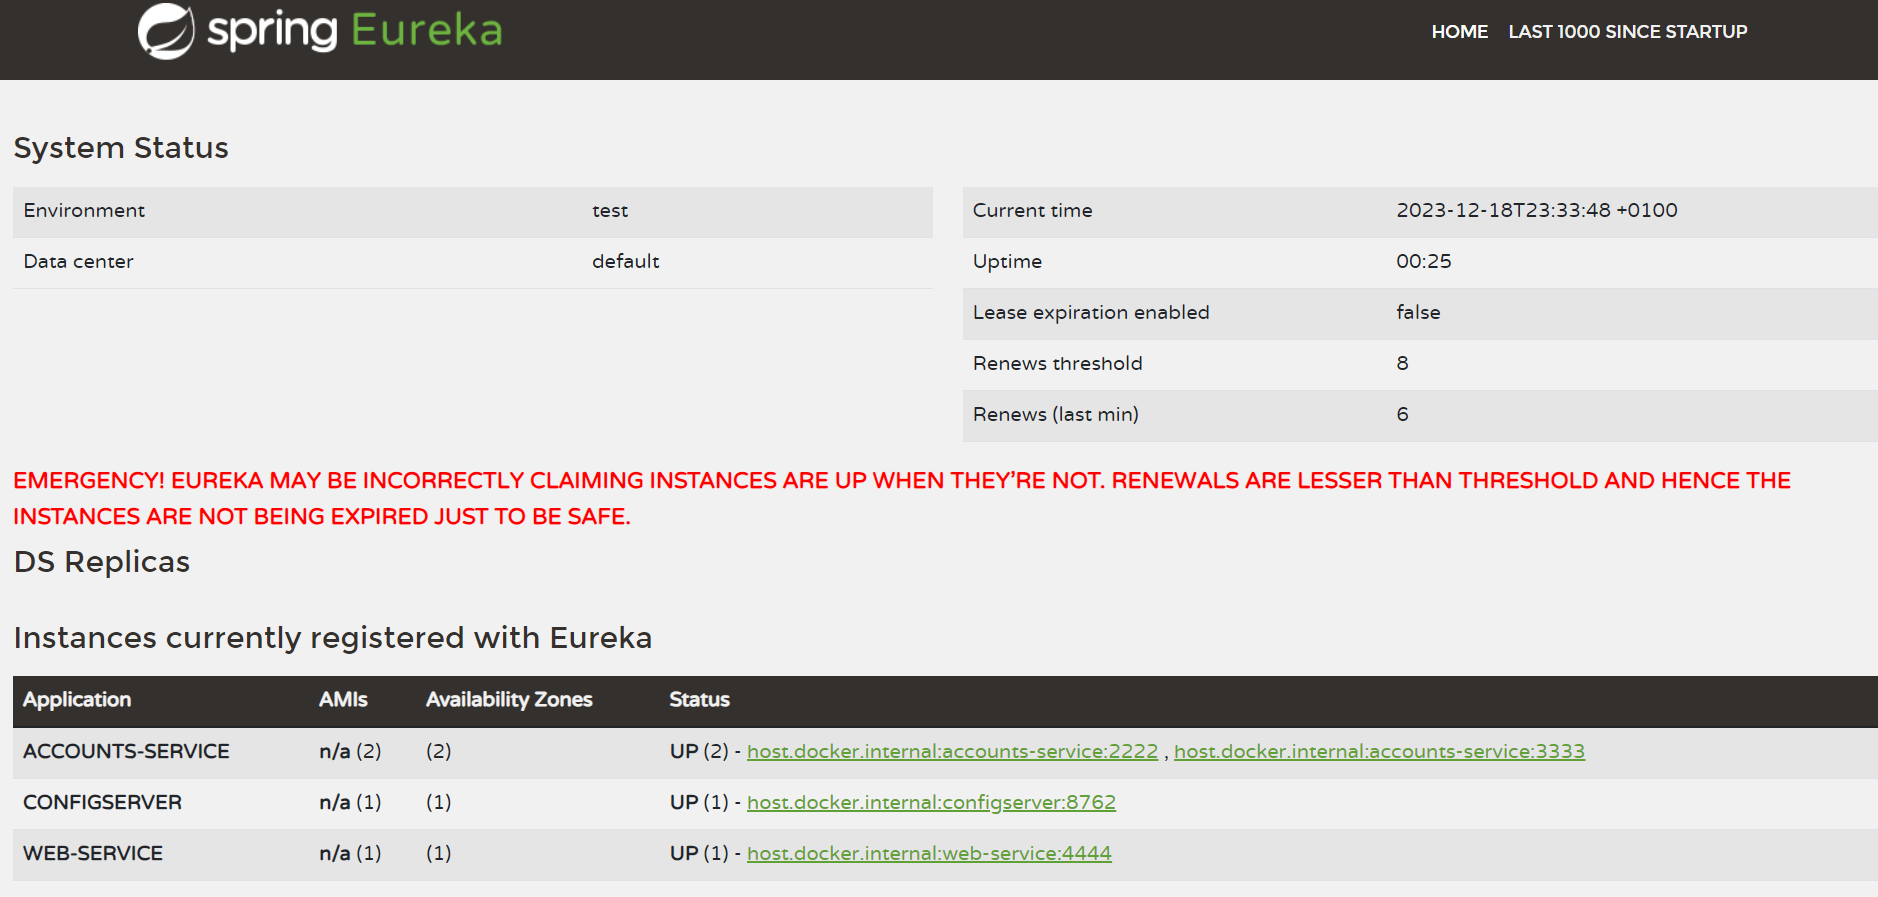 spring Eureka
HOME LAST 1000 SINCE STARTUP
System Status
Environment test
Data center default
Current time 2023-12-18T23:33:48 +0100
Uptime 00:25
Lease expiration enabled false
Renews threshold 8
Renews (last min) 6
EMERGENCY! EUREKA MAY BE INCORRECTLY CLAIMING INSTANCES ARE UP WHEN THEY’RE NOT. RENEWALS ARE LESSER THAN THRESHOLD AND HENCE THE
INSTANCES ARE NOT BEING EXPIRED JUST TO BE SAFE.
DS Replicas
Instances currently registered with Eureka
Application AMIs Availability Zones Status
ACCOUNTS-SERVICE n/a (2) (2) UP (2) - host.docker.internal:accounts-service:2222 , host.docker.internal:accounts-service:3333
CONFIGSERVER n/a (1) (1) UP (1) - host.docker.internal:configserver:8762
WEB-SERVICE n/a (1) (1) UP (1) - host.docker.internal:web-service:4444